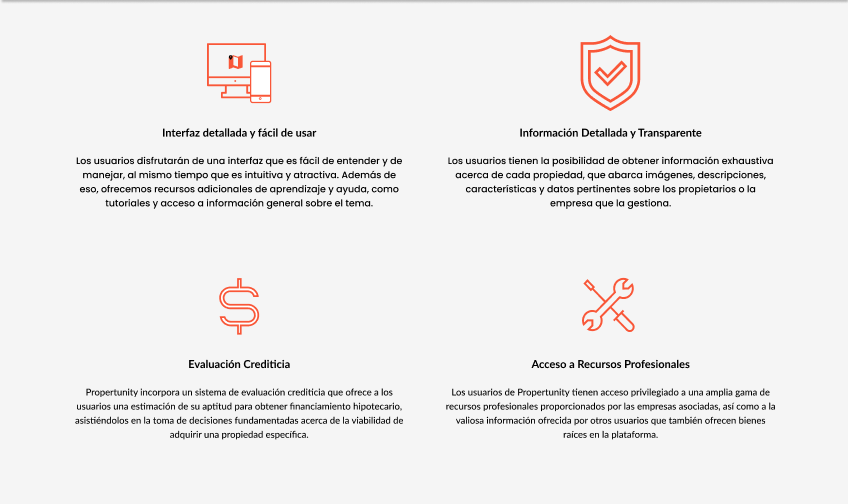 Interfaz detallada y fácil de usar
Los usuarios disfrutarán de una interfaz que es fácil de entender y de
manejar, al mismo tiempo que es intuitiva y atractiva. Además de
eso, ofrecemos recursos adicionales de aprendizaje y ayuda, como
tutoriales y acceso a información general sobre el tema.
Información Detallada y Transparente
Los usuarios tienen la posibilidad de obtener información exhaustiva
acerca de cada propiedad, que abarca imágenes, descripciones,
características y datos pertinentes sobre los propietarios o la
empresa que la gestiona.
Evaluación Crediticia
Propertunity incorpora un sistema de evaluación crediticia que ofrece a los
usuarios una estimación de su aptitud para obtener financiamiento hipotecario,
asistiéndolos en la toma de decisiones fundamentadas acerca de la viabilidad de
adquirir una propiedad específica.
Acceso a Recursos Profesionales
Los usuarios de Propertunity tienen acceso privilegiado a una amplia gama de
recursos profesionales proporcionados por las empresas asociadas, así como a la
valiosa información ofrecida por otros usuarios que también ofrecen bienes
raíces en la plataforma.